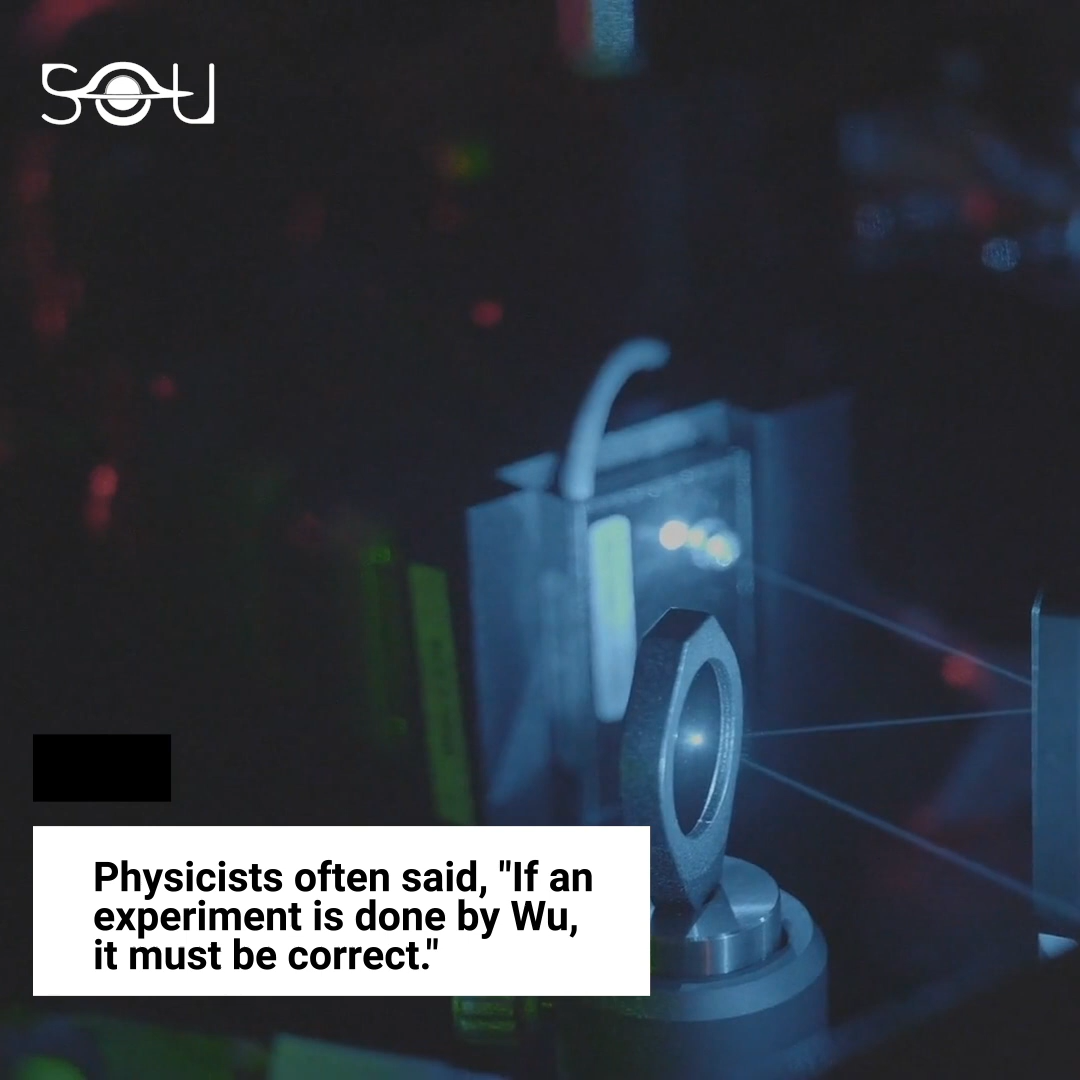 SOU
Physicists often said, "If an
experiment is done by Wu,
it must be correct."